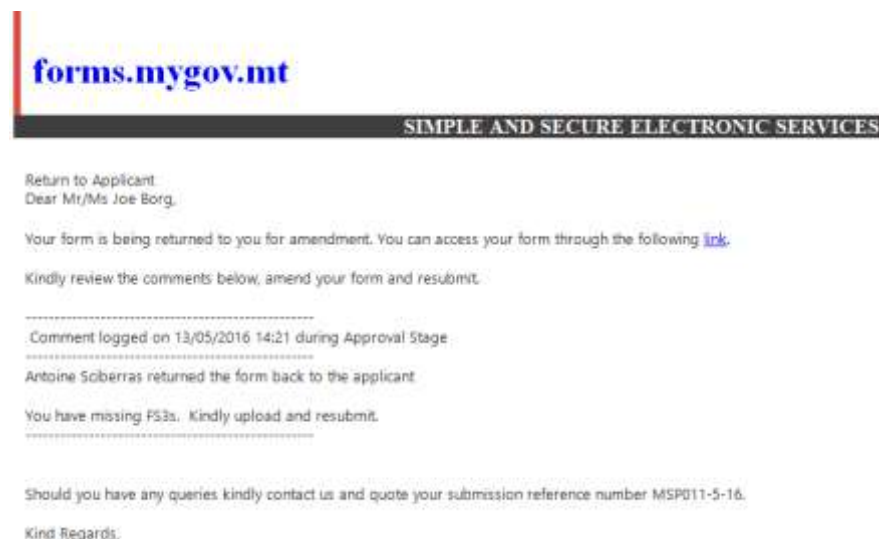 forms.mygov.mt
SIMPLE AND SECURE ELECTRONIC SERVICES
Return to Applicant
Dear Mr/Ms Joe Borg,
Your form is being returned to you for amendment. You can access your form through the following link.
Kindly review the comments below, amend your form and resubmit.
--------------------------------------------------
Comment logged on 13/05/2016 14:21 during Approval Stage
--------------------------------------------------
Antoine Sciberras returned the form back to the applicant
You have missing FS3s. Kindly upload and resubmit.
--------------------------------------------------
Should you have any queries kindly contact us and quote your submission reference number MSP011-5-16.
Kind Regards,